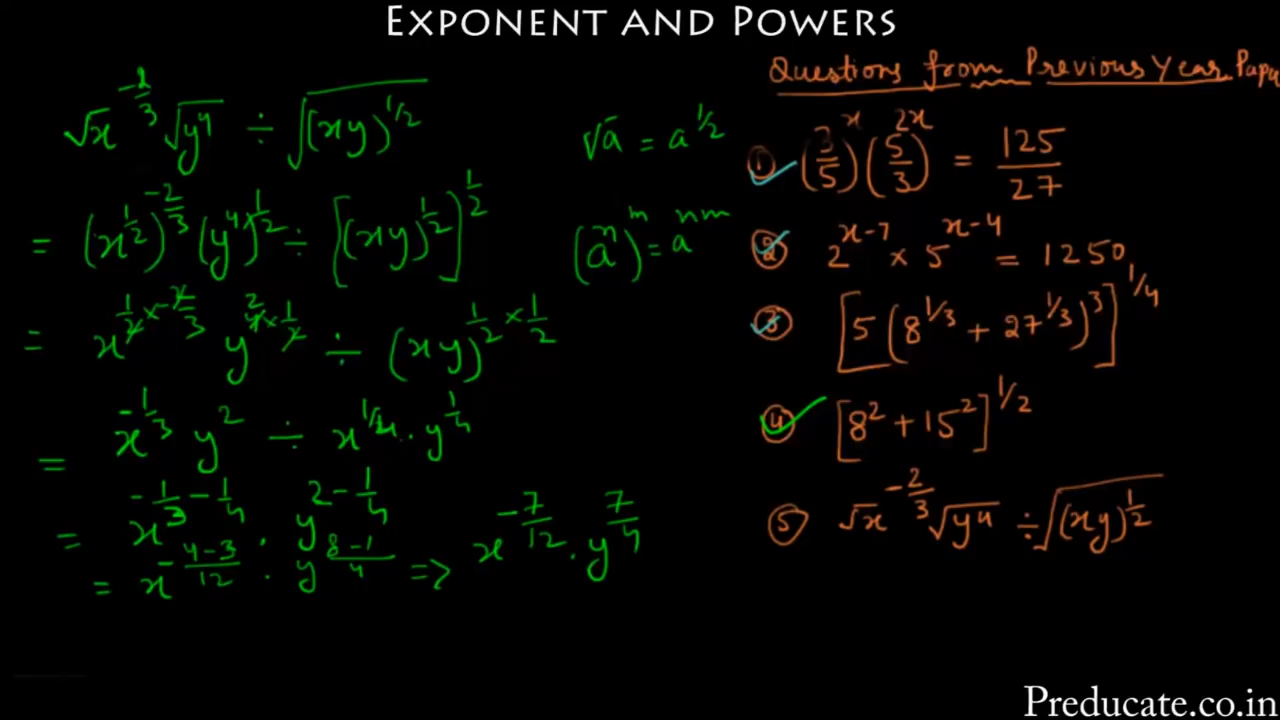 EXPONENT AND POWERS
√x^(-2/3) √y⁴ ÷ √((xy)^(1/2))
= (x^(1/2))^(-2/3) (y⁴)^(×1/2) ÷ [(xy)^(1/2)]^(1/2)
= x^(1/2 × -2/3) y^(4×1/2) ÷ (xy)^(1/2 × 1/2)
= x^(-1/3) y² ÷ x^(1/4) · y^(1/4)
= x^(-1/3 - 1/4) · y^(2 - 1/4)
= x^(-(4-3)/12) · y^((8-1)/4) => x^(-7/12) · y^(7/4)
√a = a^(1/2)
(a^n)^m = a^(nm)
Questions from Previous Year
① (3/5)^x (5/3)^(2x) = 125/27
② 2^(x-7) × 5^(x-4) = 1250
③ [5(8^(1/3) + 27^(1/3))³]^(1/4)
④ [8² + 15²]^(1/2)
⑤ √x^(-2/3) √y⁴ ÷ √((xy)^(1/2))
Preducate.co.in